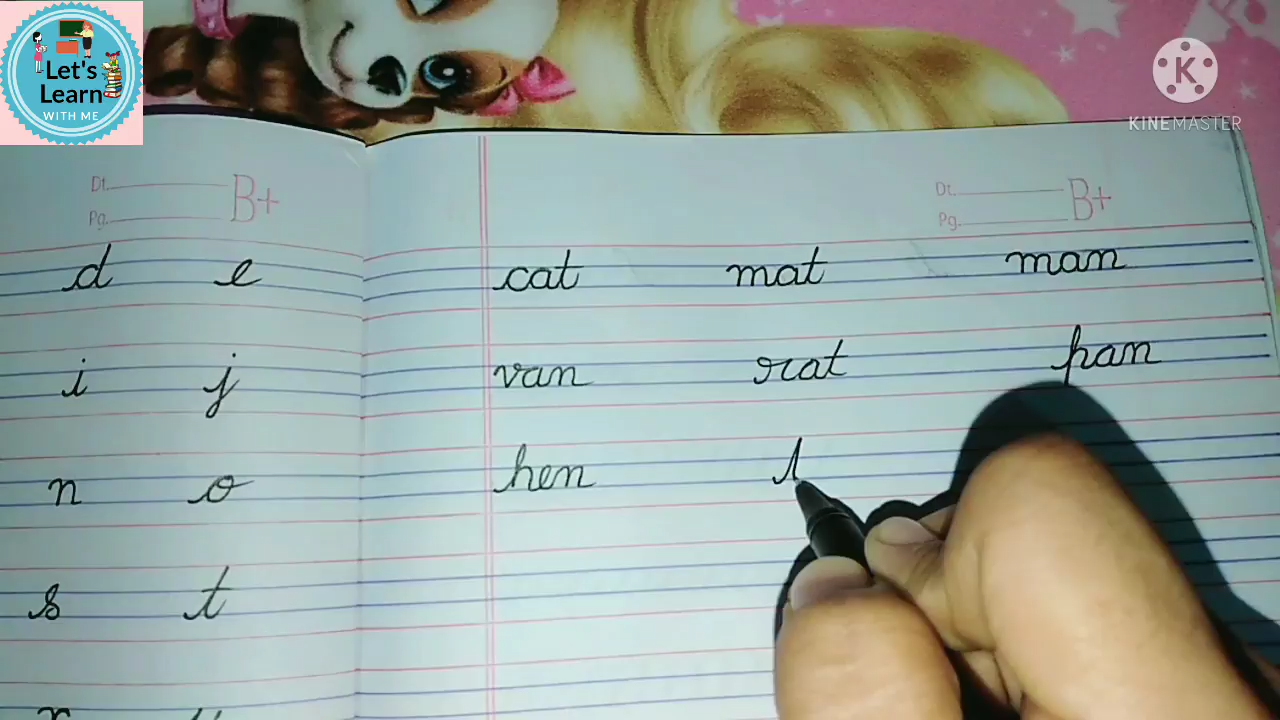 Let's
Learn
WITH ME
K
KINEMASTER
Dt.
Pg.
B+
d e
i j
n o
s t
Dt.
Pg.
B+
cat mat man
van rat pan
hen